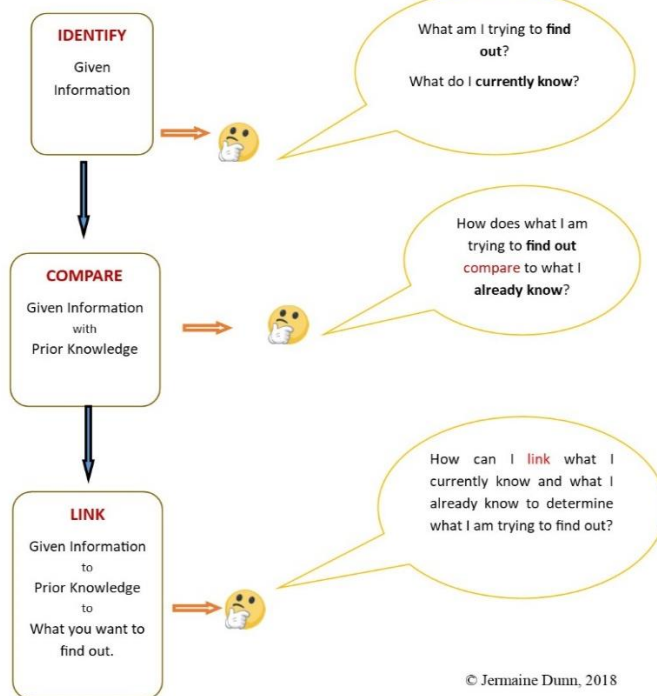 IDENTIFY
Given
Information
What am I trying to find
out?
What do I currently know?
COMPARE
Given Information
with
Prior Knowledge
How does what I am
trying to find out
compare to what I
already know?
LINK
Given Information
to
Prior Knowledge
to
What you want to
find out.
How can I link what I
currently know and what I
already know to determine
what I am trying to find out?
© Jermaine Dunn, 2018